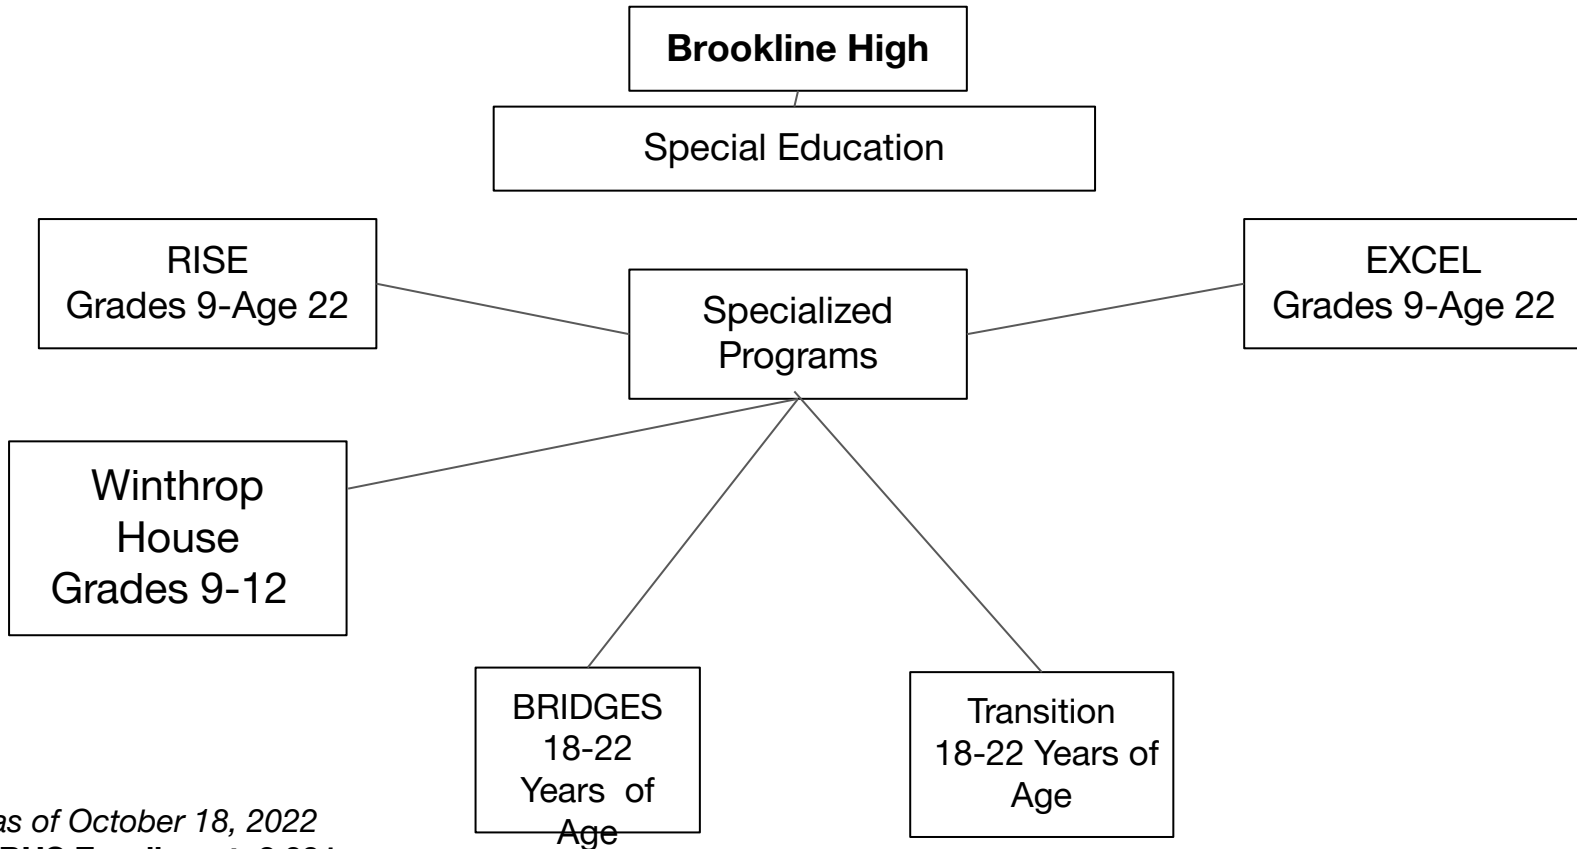 Brookline High
Special Education
RISE
Grades 9-Age 22
Specialized
Programs
EXCEL
Grades 9-Age 22
Winthrop
House
Grades 9-12
BRIDGES
18-22
Years of
Age
Transition
18-22 Years of
Age
as of October 18, 2022